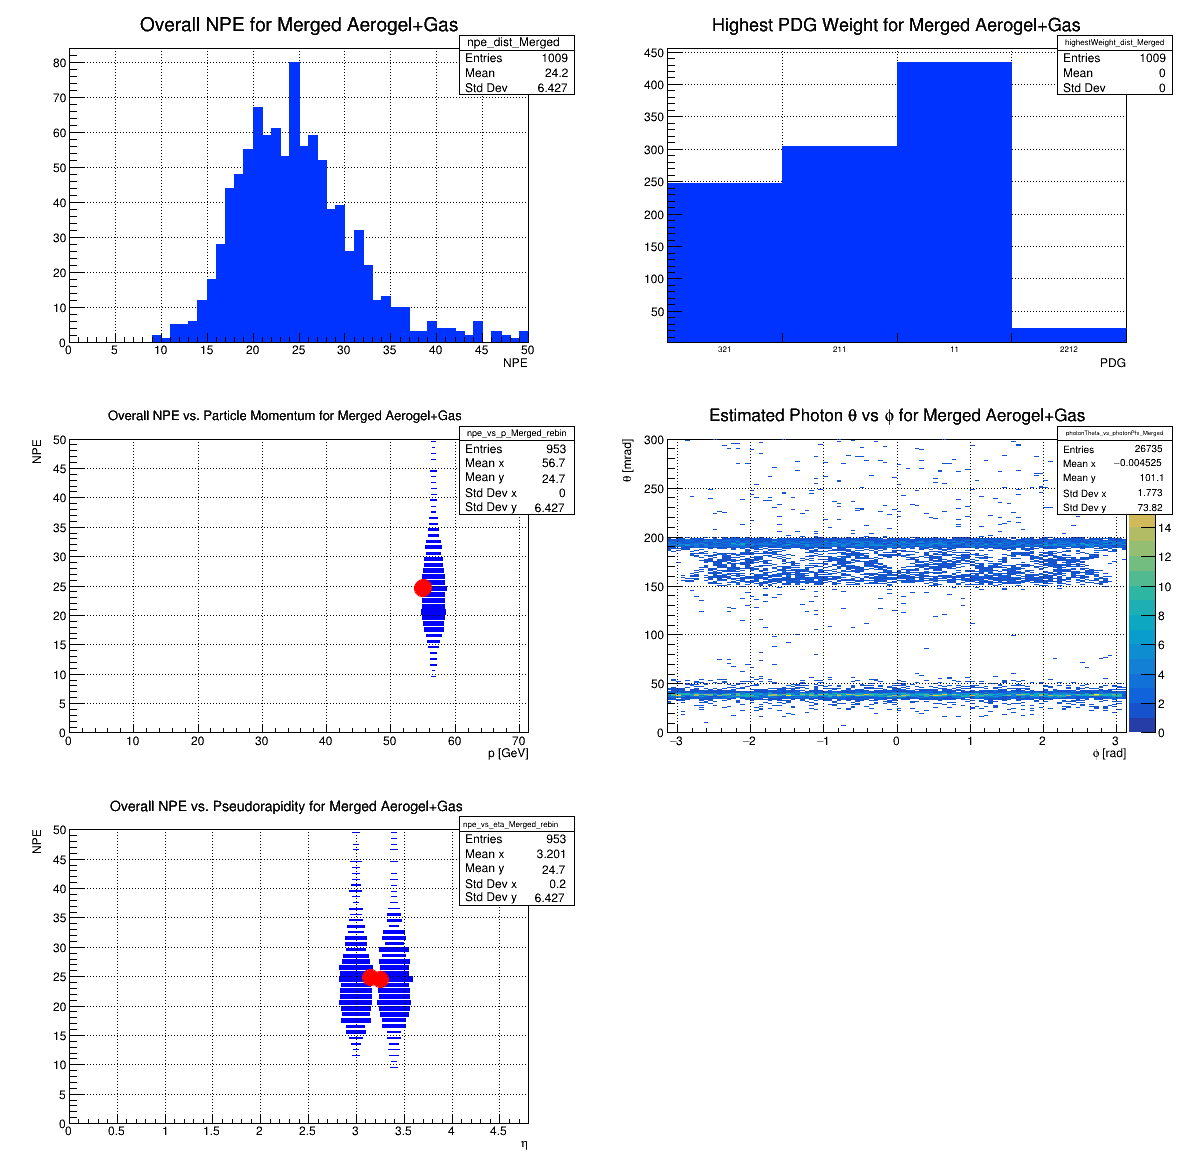 Overall NPE for Merged Aerogel+Gas
npe_dist_Merged
Entries 1009
Mean 24.2
Std Dev 6.427
80
70
60
50
40
30
20
10
0
0 5 10 15 20 25 30 35 40 45 50
NPE
Highest PDG Weight for Merged Aerogel+Gas
highestWeight_dist_Merged
Entries 1009
Mean 0
Std Dev 0
450
400
350
300
250
200
150
100
50
321 211 11 2212
PDG
Overall NPE vs. Particle Momentum for Merged Aerogel+Gas
npe_vs_p_Merged_rebin
Entries 953
Mean x 56.7
Mean y 24.7
Std Dev x 0
Std Dev y 6.427
NPE
50
45
40
35
30
25
20
15
10
5
0
0 10 20 30 40 50 60 70
p [GeV]
Estimated Photon θ vs ϕ for Merged Aerogel+Gas
photonTheta_vs_photonPhi_Merged
Entries 26735
Mean x −0.004525
Mean y 101.1
Std Dev x 1.773
Std Dev y 73.82
θ [mrad]
300
250
200
150
100
50
0
−3 −2 −1 0 1 2 3
ϕ [rad]
14
12
10
8
6
4
2
0
Overall NPE vs. Pseudorapidity for Merged Aerogel+Gas
npe_vs_eta_Merged_rebin
Entries 953
Mean x 3.201
Mean y 24.7
Std Dev x 0.2
Std Dev y 6.427
NPE
50
45
40
35
30
25
20
15
10
5
0
0 0.5 1 1.5 2 2.5 3 3.5 4 4.5
η